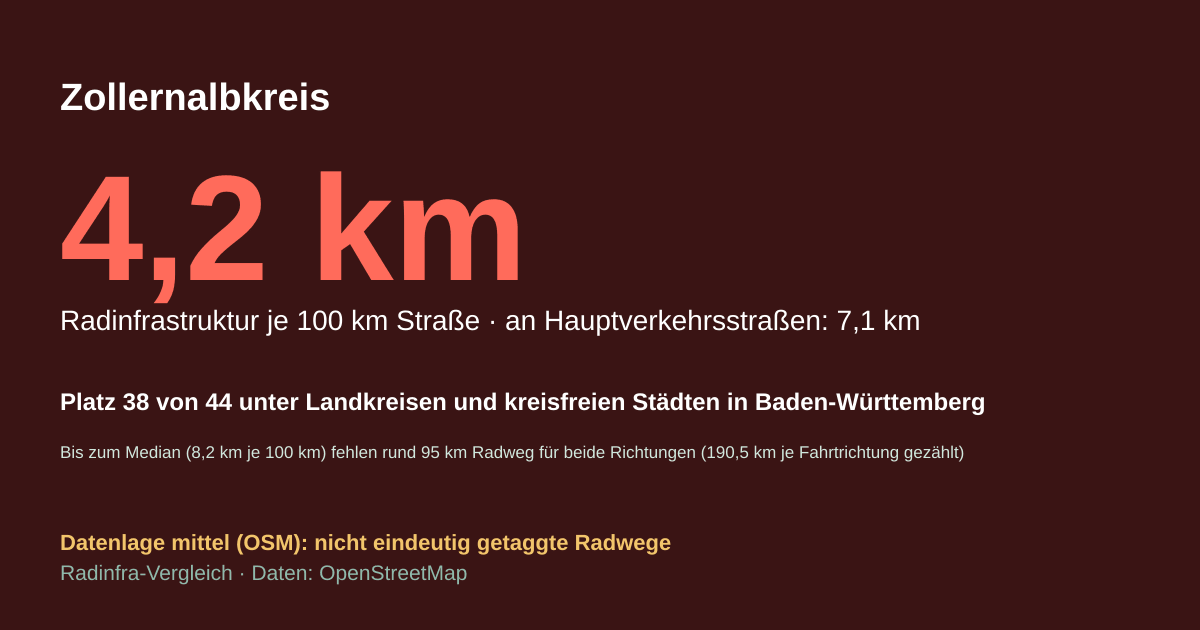 Zollernalbkreis
4,2 km
Radinfrastruktur je 100 km Straße · an Hauptverkehrsstraßen: 7,1 km
Platz 38 von 44 unter Landkreisen und kreisfreien Städten in Baden-Württemberg
Bis zum Median (8,2 km je 100 km) fehlen rund 95 km Radweg für beide Richtungen (190,5 km je Fahrtrichtung gezählt)
Datenlage mittel (OSM): nicht eindeutig getaggte Radwege
Radinfra-Vergleich · Daten: OpenStreetMap